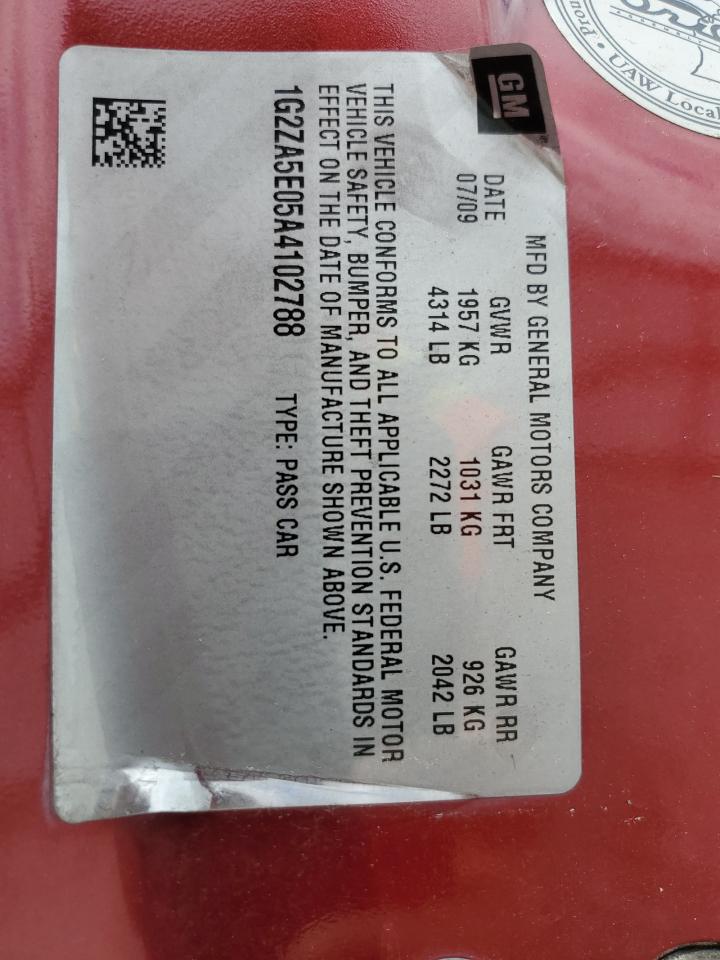 GM
MFD BY GENERAL MOTORS COMPANY
DATE GVWR GAWR FRT GAWR RR
07/09 1957 KG 1031 KG 926 KG
4314 LB 2272 LB 2042 LB
THIS VEHICLE CONFORMS TO ALL APPLICABLE U.S. FEDERAL MOTOR
VEHICLE SAFETY, BUMPER, AND THEFT PREVENTION STANDARDS IN
EFFECT ON THE DATE OF MANUFACTURE SHOWN ABOVE.
1G2ZA5E05A4102788 TYPE: PASS CAR
UAW Local